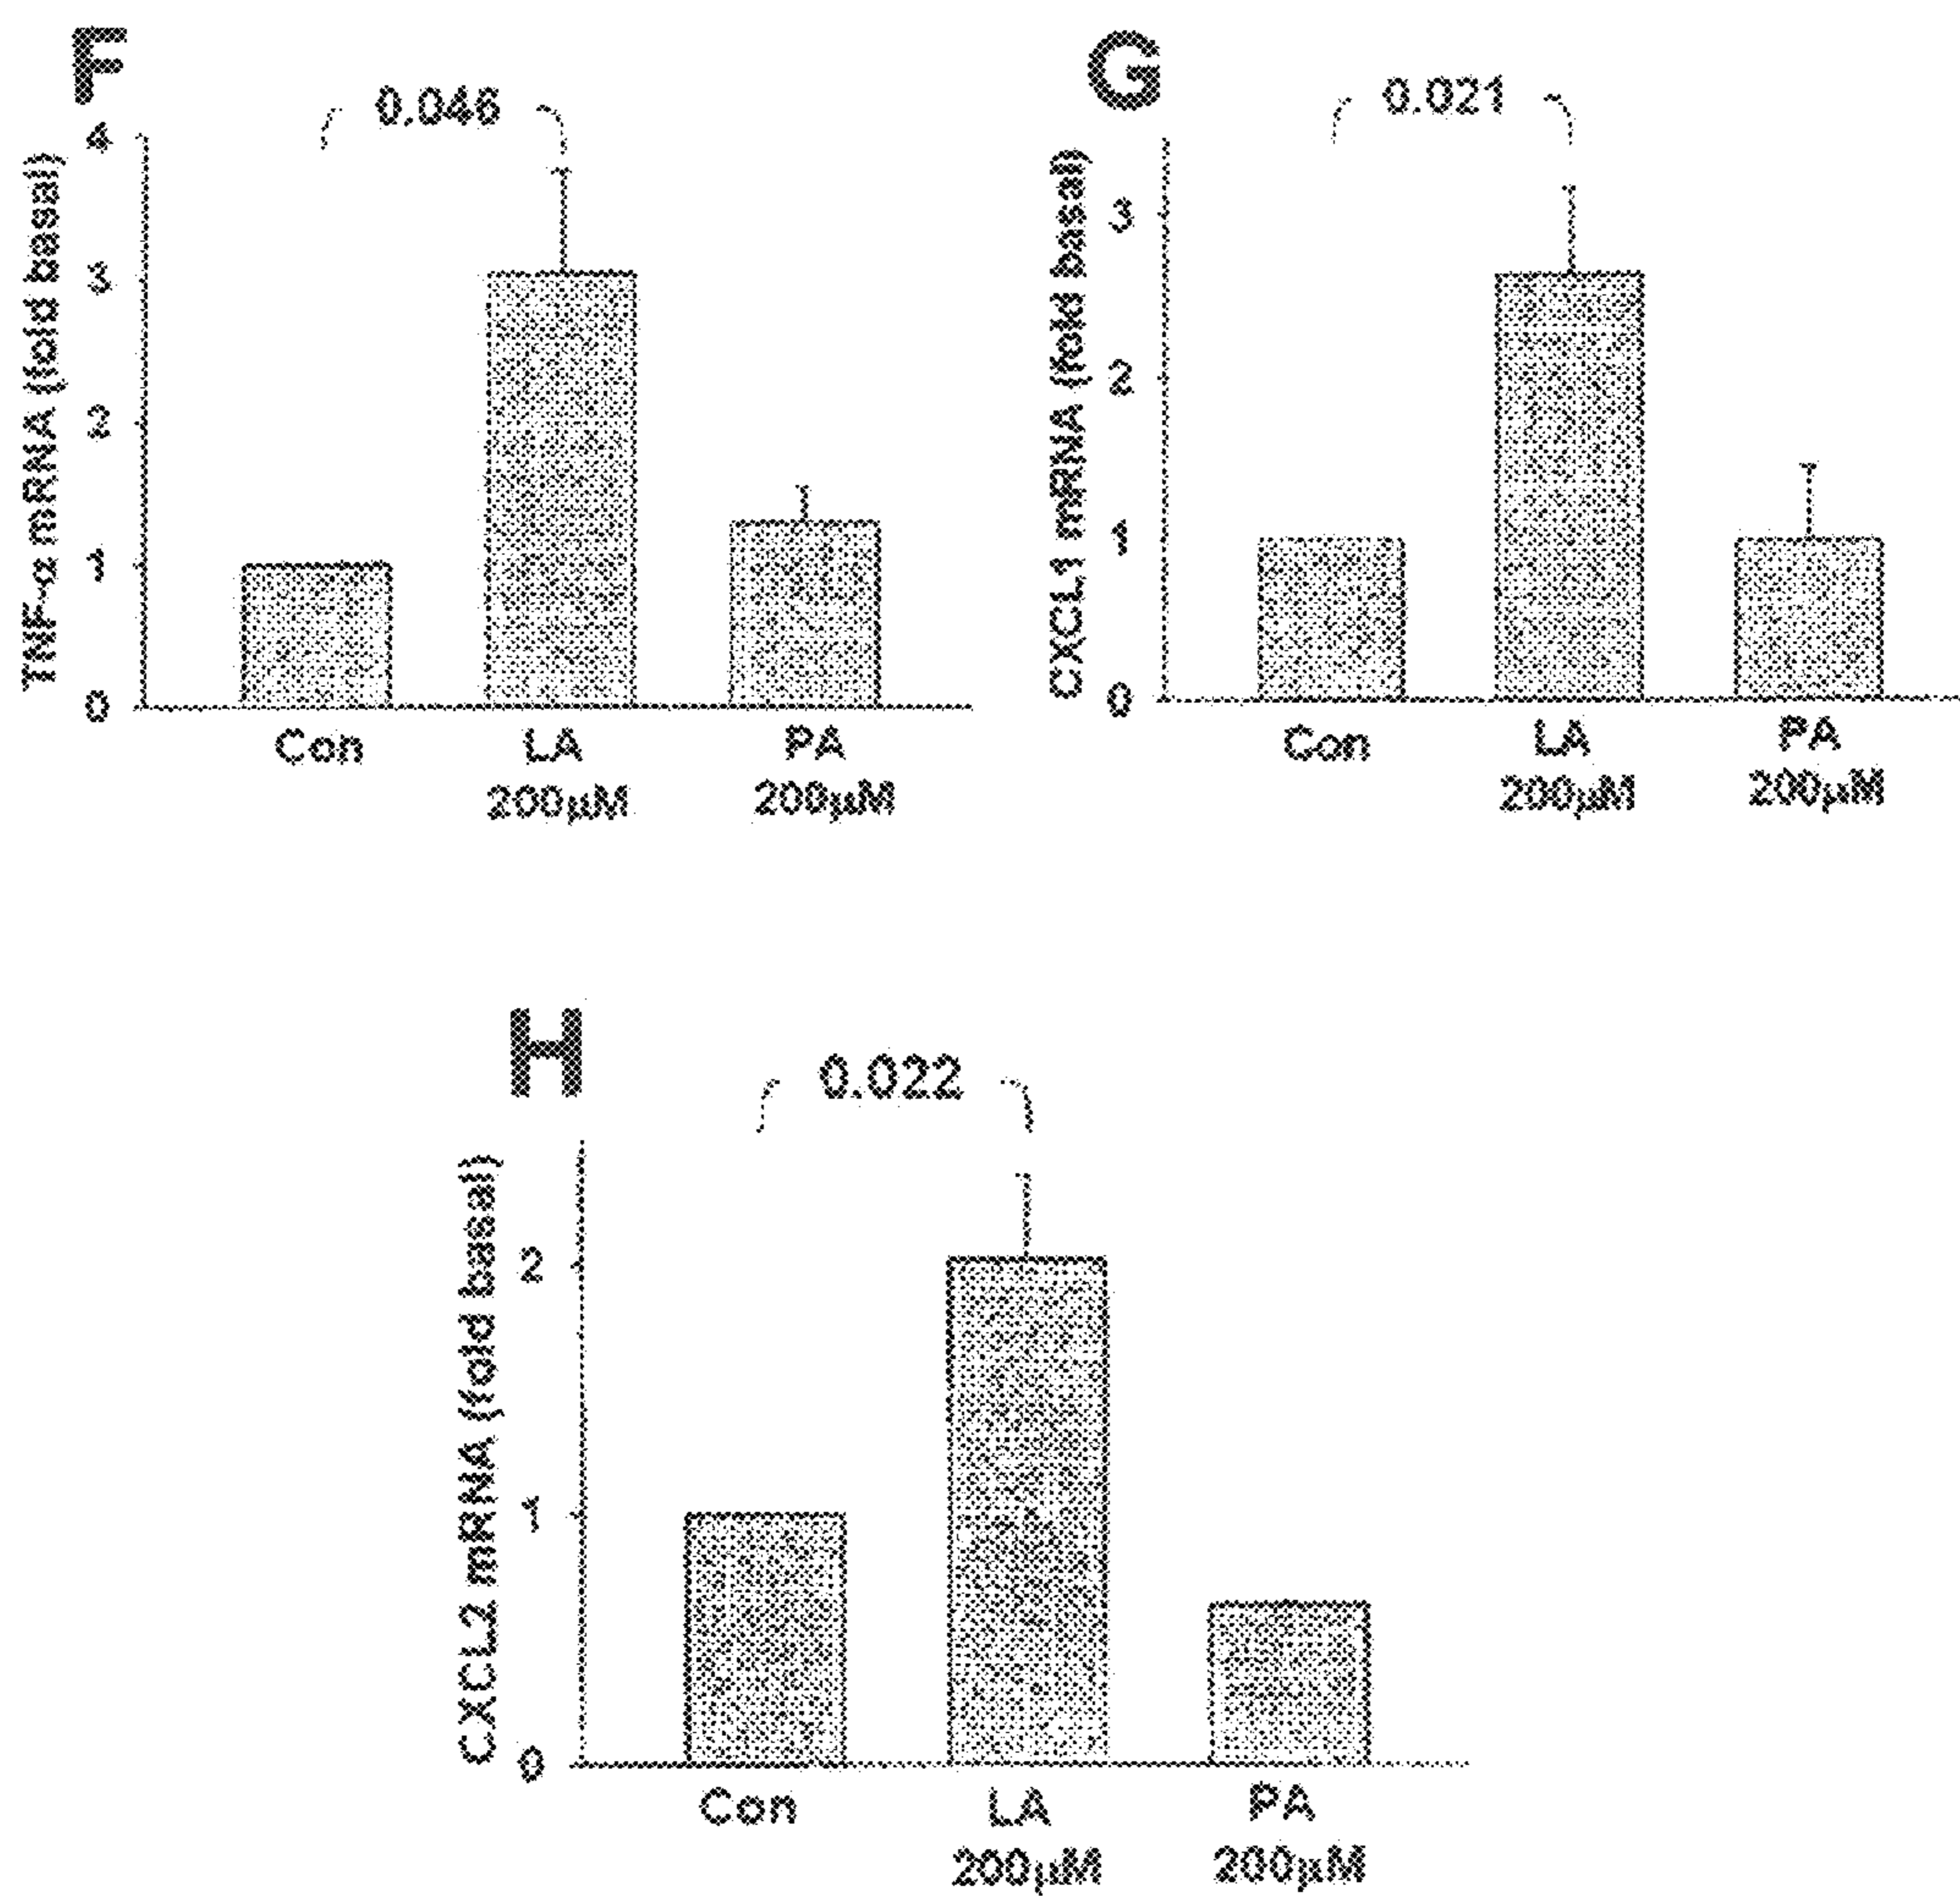 F
0.046
TNF-α mRNA (fold basal)
4
3
2
1
0
Con
LA
PA
200μM
200μM
G
0.021
CXCL1 mRNA (fold basal)
3
2
1
0
Con
LA
PA
200μM
200μM
H
0.022
CXCL2 mRNA (fold basal)
2
1
0
Con
LA
PA
200μM
200μM